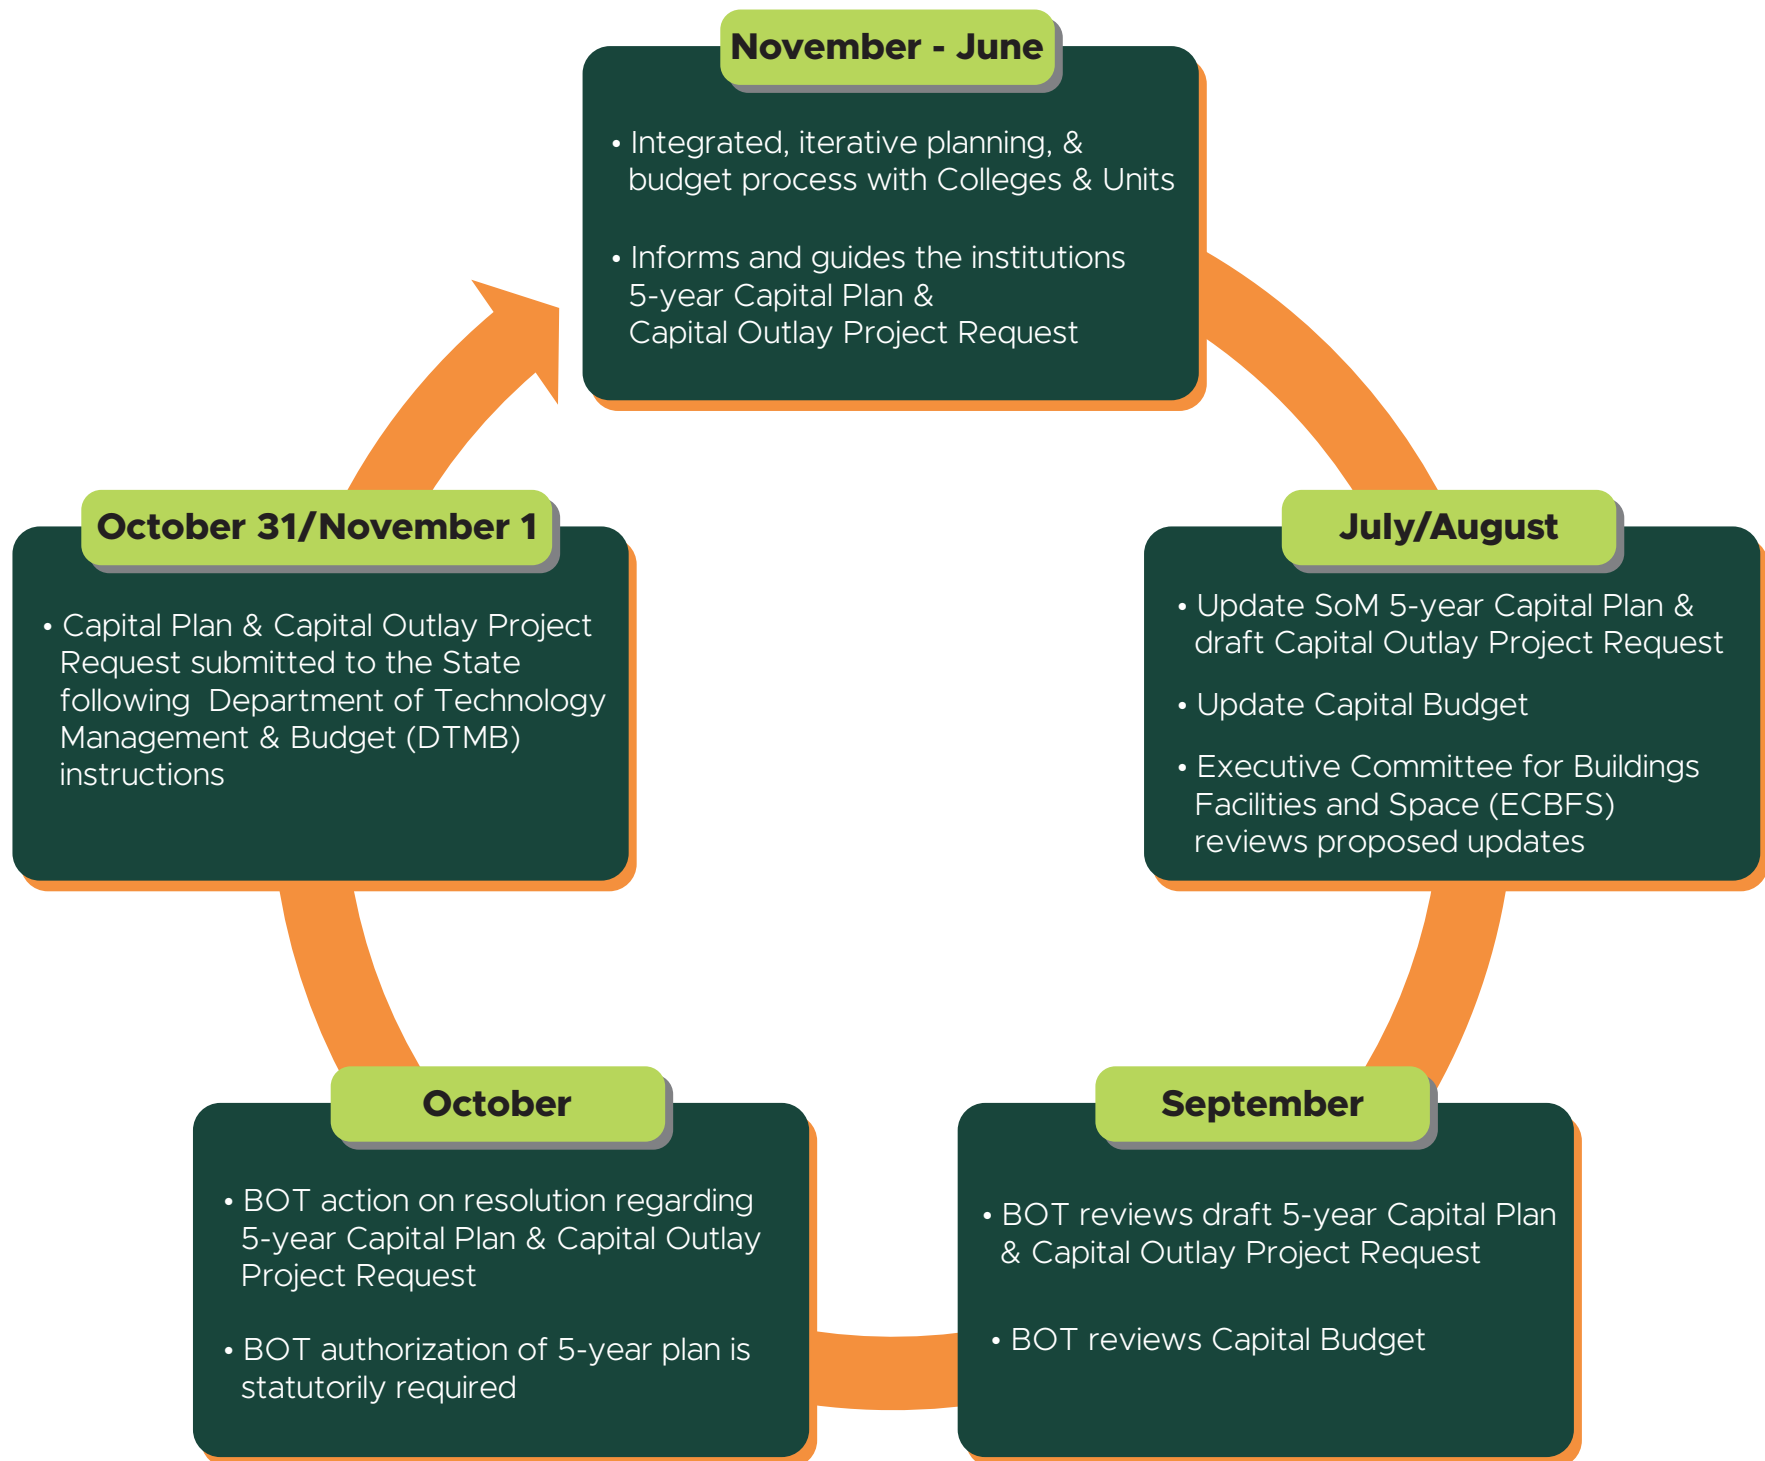 November - June
• Integrated, iterative planning, &
budget process with Colleges & Units
• Informs and guides the institutions
5-year Capital Plan &
Capital Outlay Project Request
July/August
• Update SoM 5-year Capital Plan &
draft Capital Outlay Project Request
• Update Capital Budget
• Executive Committee for Buildings
Facilities and Space (ECBFS)
reviews proposed updates
September
• BOT reviews draft 5-year Capital Plan
& Capital Outlay Project Request
• BOT reviews Capital Budget
October
• BOT action on resolution regarding
5-year Capital Plan & Capital Outlay
Project Request
• BOT authorization of 5-year plan is
statutorily required
October 31/November 1
• Capital Plan & Capital Outlay Project
Request submitted to the State
following  Department of Technology
Management & Budget (DTMB)
instructions